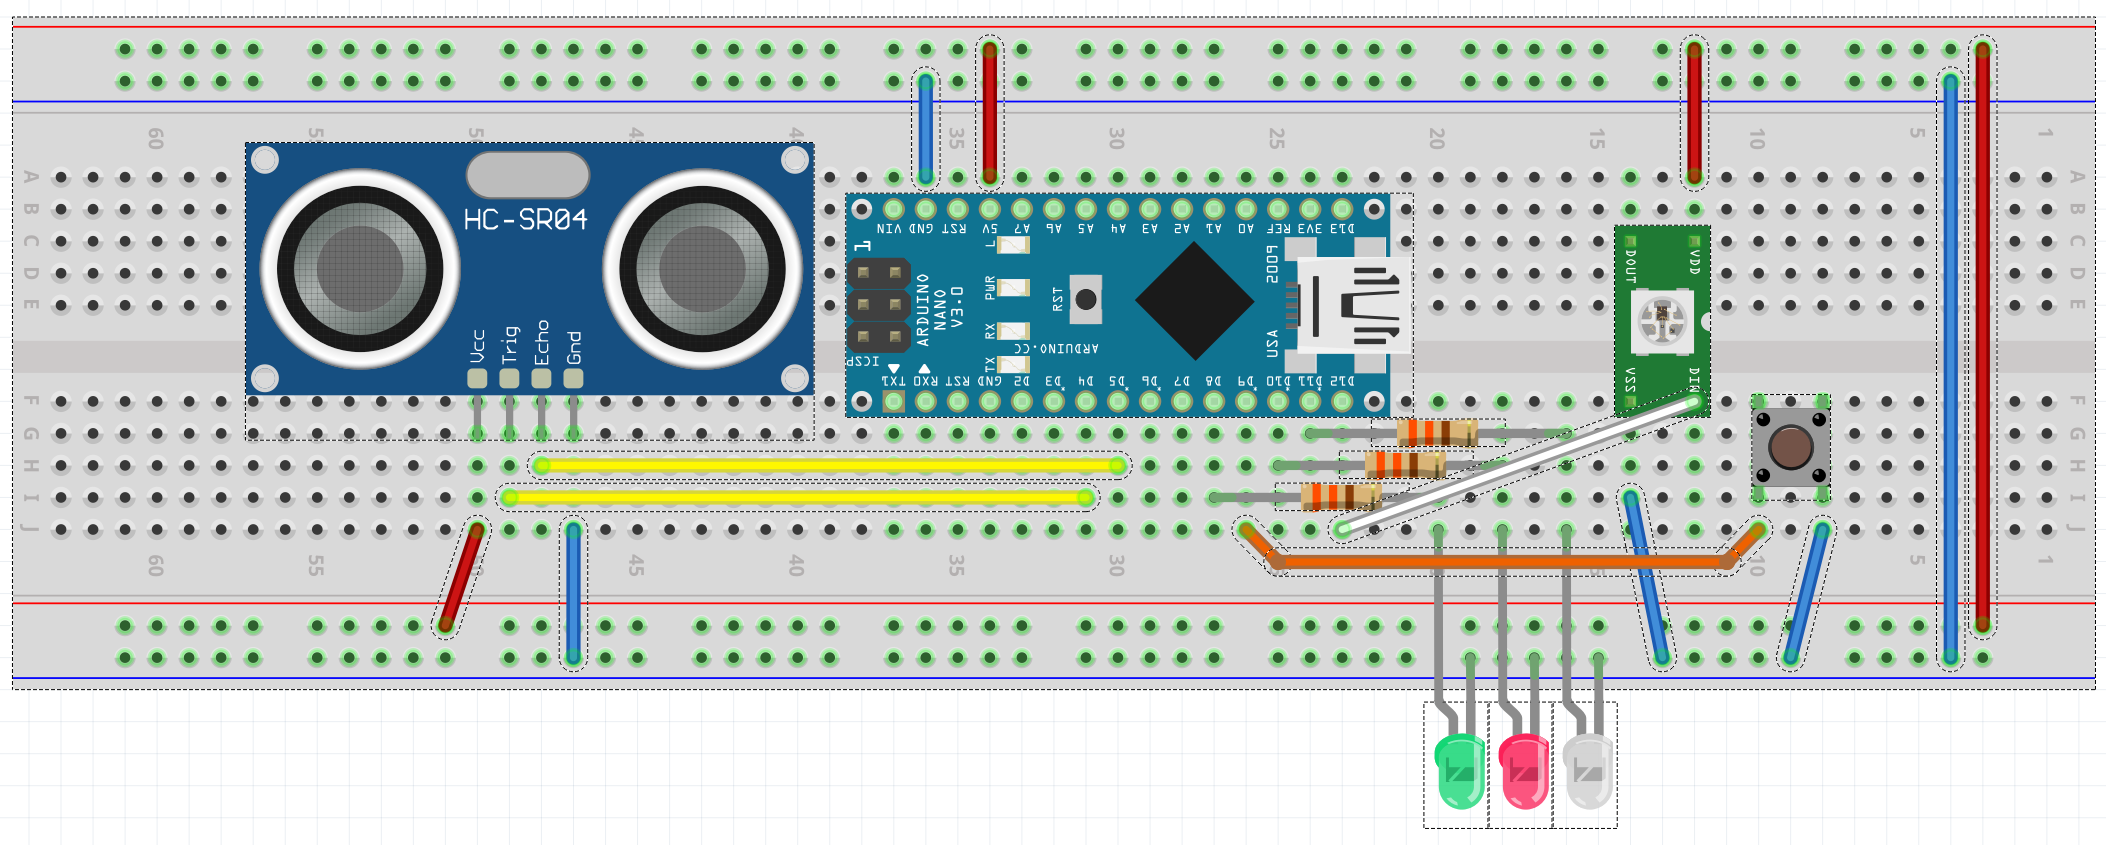 60 55 50 45 40 35 30 25 20 15 10 5 1
A A
B B
C C
D D
E E
HC-SR04
Vcc Trig Echo Gnd
VIN GND RST 5V A7 A6 A5 A4 A3 A2 A1 A0 REF 3V3 D13
L
PWR
RX
TX
RST
ARDUINO
NANO
V3.0
ICSP
ARDUINO.CC
USA
TX1 RX0 RST GND D2 D3 D4 D5 D6 D7 D8 D9 D10 D11 D12
DOUT VDD
VSS DIN
F F
G G
H H
I I
J J
60 55 50 45 40 35 30 25 20 15 10 5 1